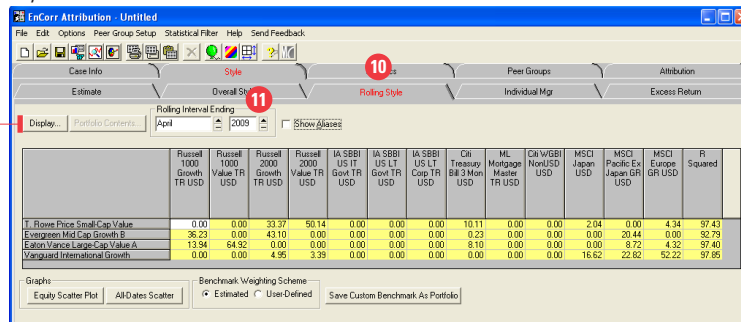 EnCorr Attribution - Untitled
File Edit Options Peer Group Setup Statistical Filter Help Send Feedback
Case Info Style 10 Peer Groups Attribution
Estimate Overall 11 Rolling Style Individual Mgr Excess Return
Rolling Interval Ending
Display... Portfolio Contents... April 2009 Show Aliases
Russell 1000 Growth TR USD Russell 1000 Value TR USD Russell 2000 Growth TR USD Russell 2000 Value TR USD IA SBBI US IT Govt TR USD IA SBBI US LT Govt TR USD IA SBBI US LT Corp TR USD Citi Treasury Bill 3 Mon USD ML Mortgage Master TR USD Citi WGBI NonUSD USD MSCI Japan USD MSCI Pacific Ex Japan GR USD MSCI Europe GR USD R Squared
T. Rowe Price Small-Cap Value 0.00 0.00 33.37 50.14 0.00 0.00 0.00 10.11 0.00 0.00 2.04 0.00 4.34 97.43
Evergreen Mid Cap Growth B 36.23 0.00 43.10 0.00 0.00 0.00 0.00 0.23 0.00 0.00 0.00 20.44 0.00 92.79
Eaton Vance Large-Cap Value A 13.94 64.92 0.00 0.00 0.00 0.00 0.00 8.10 0.00 0.00 0.00 8.72 4.32 97.40
Vanguard International Growth 0.00 0.00 4.95 3.39 0.00 0.00 0.00 0.00 0.00 0.00 16.62 22.82 52.22 97.85
Graphs Benchmark Weighting Scheme
Equity Scatter Plot All-Dates Scatter Estimated User-Defined Save Custom Benchmark As Portfolio